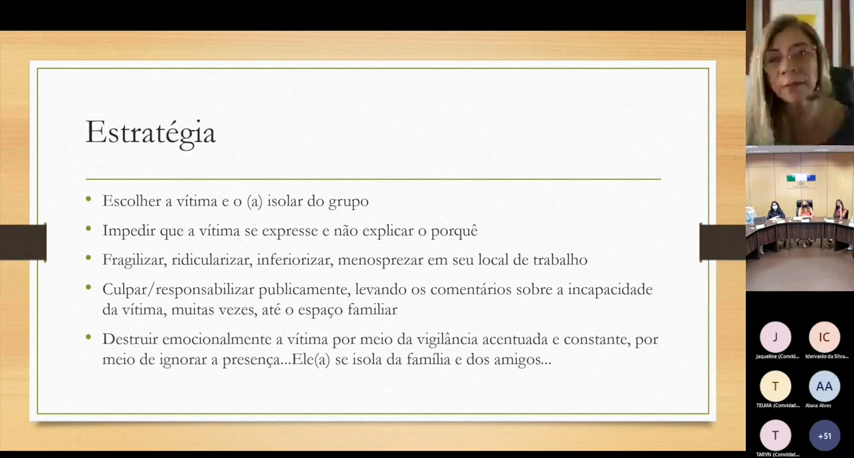 Estratégia
Escolher a vítima e o (a) isolar do grupo
Impedir que a vítima se expresse e não explicar o porquê
Fragilizar, ridicularizar, inferiorizar, menosprezar em seu local de trabalho
Culpar/responsabilizar publicamente, levando os comentários sobre a incapacidade
da vítima, muitas vezes, até o espaço familiar
Destruir emocionalmente a vítima por meio da vigilância acentuada e constante, por
meio de ignorar a presença...Ele(a) se isola da família e dos amigos...
J
IC
Jaqueline (Convid...
Idervanio da Silva...
T
AA
TELMA (Convidad...
Alana Alves
T
+51
TARYN (Convidad...